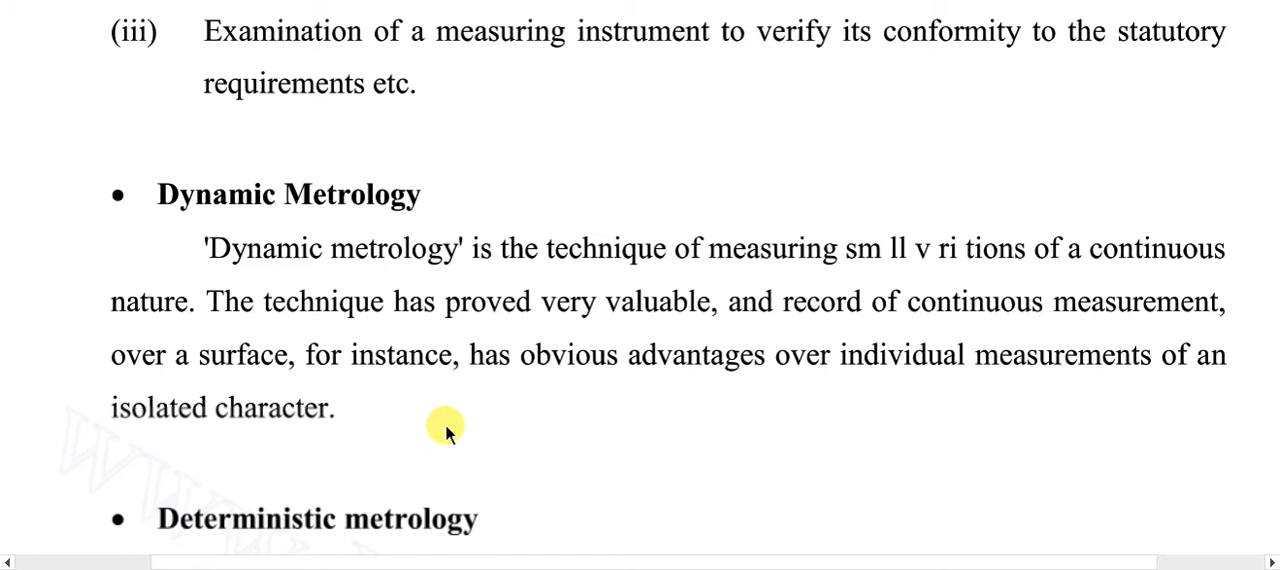 (iii) Examination of a measuring instrument to verify its conformity to the statutory
requirements etc.
• Dynamic Metrology
'Dynamic metrology' is the technique of measuring sm ll v ri tions of a continuous
nature. The technique has proved very valuable, and record of continuous measurement,
over a surface, for instance, has obvious advantages over individual measurements of an
isolated character.
• Deterministic metrology